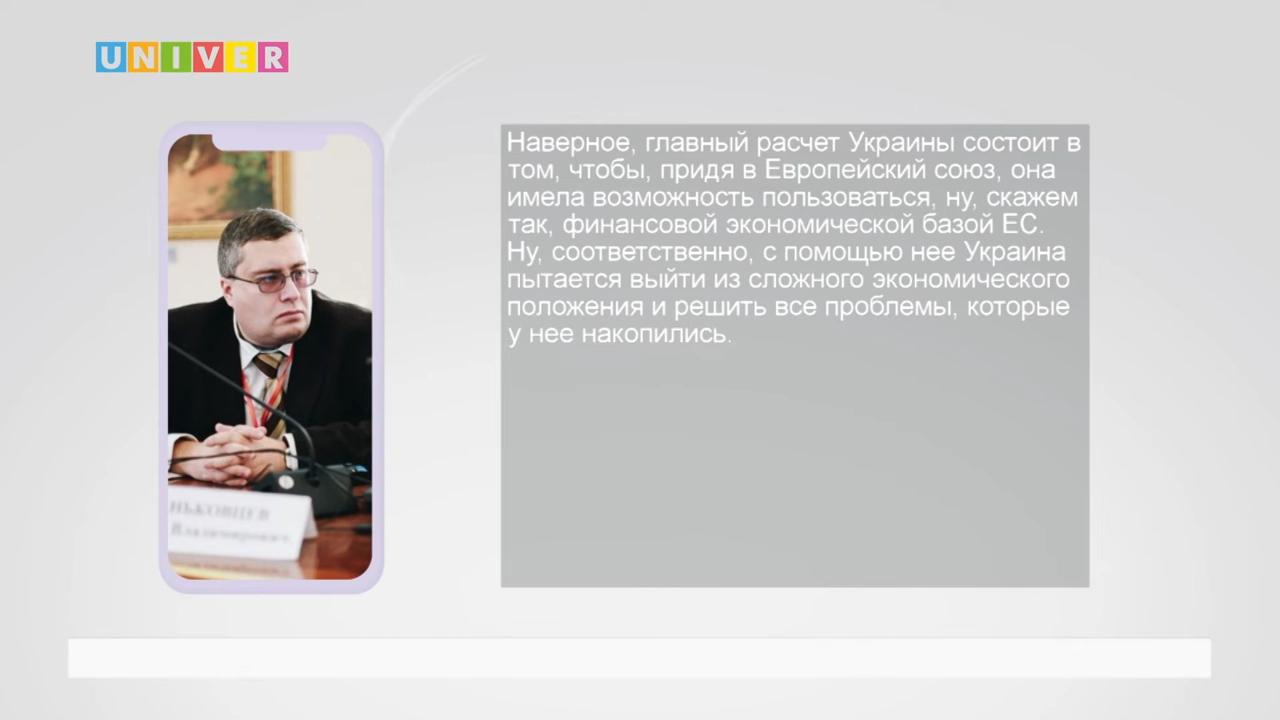 UNIVER
Наверное, главный расчет Украины состоит в
том, чтобы, придя в Европейский союз, она
имела возможность пользоваться, ну, скажем
так, финансовой экономической базой ЕС.
Ну, соответственно, с помощью нее Украина
пытается выйти из сложного экономического
положения и решить все проблемы, которые
у нее накопились.
НЬКОВЦЕВ
Владимирович